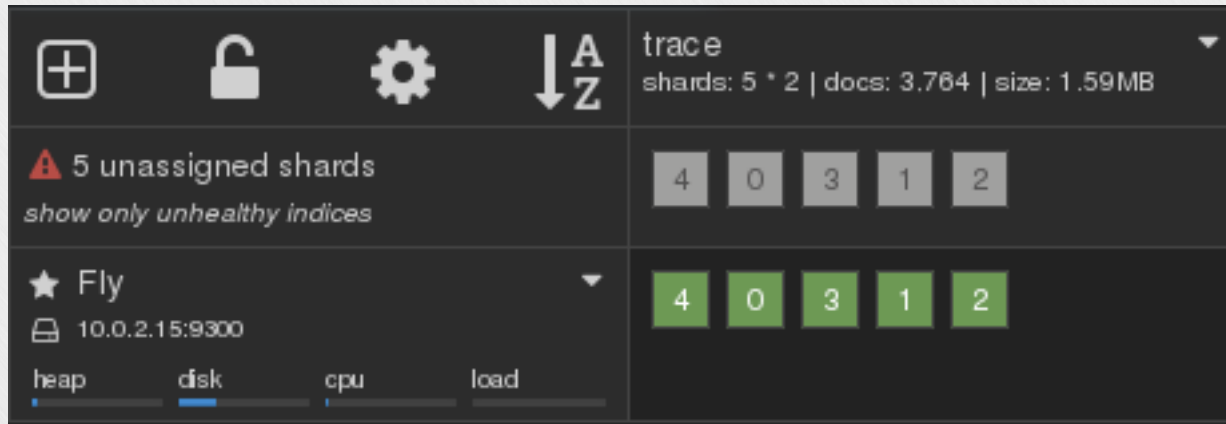 A
Z
trace
shards: 5 * 2 | docs: 3.764 | size: 1.59MB
5 unassigned shards
show only unhealthy indices
4 0 3 1 2
Fly
10.0.2.15:9300
heap disk cpu load
4 0 3 1 2